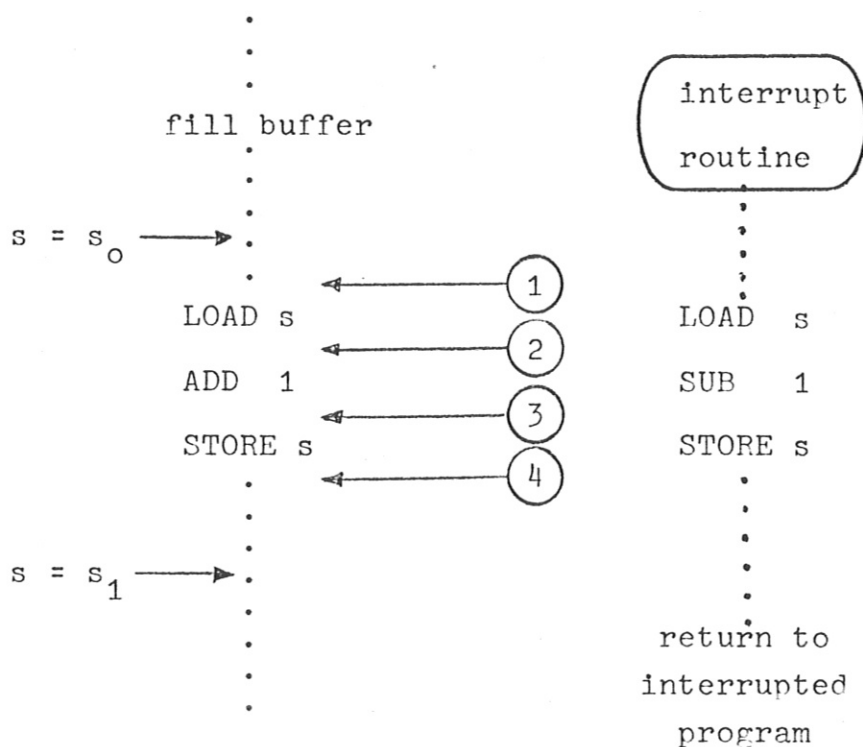 fill buffer
s = s₀
LOAD s
ADD 1
STORE s
s = s₁
1
2
3
4
interrupt
routine
LOAD s
SUB 1
STORE s
return to
interrupted
program